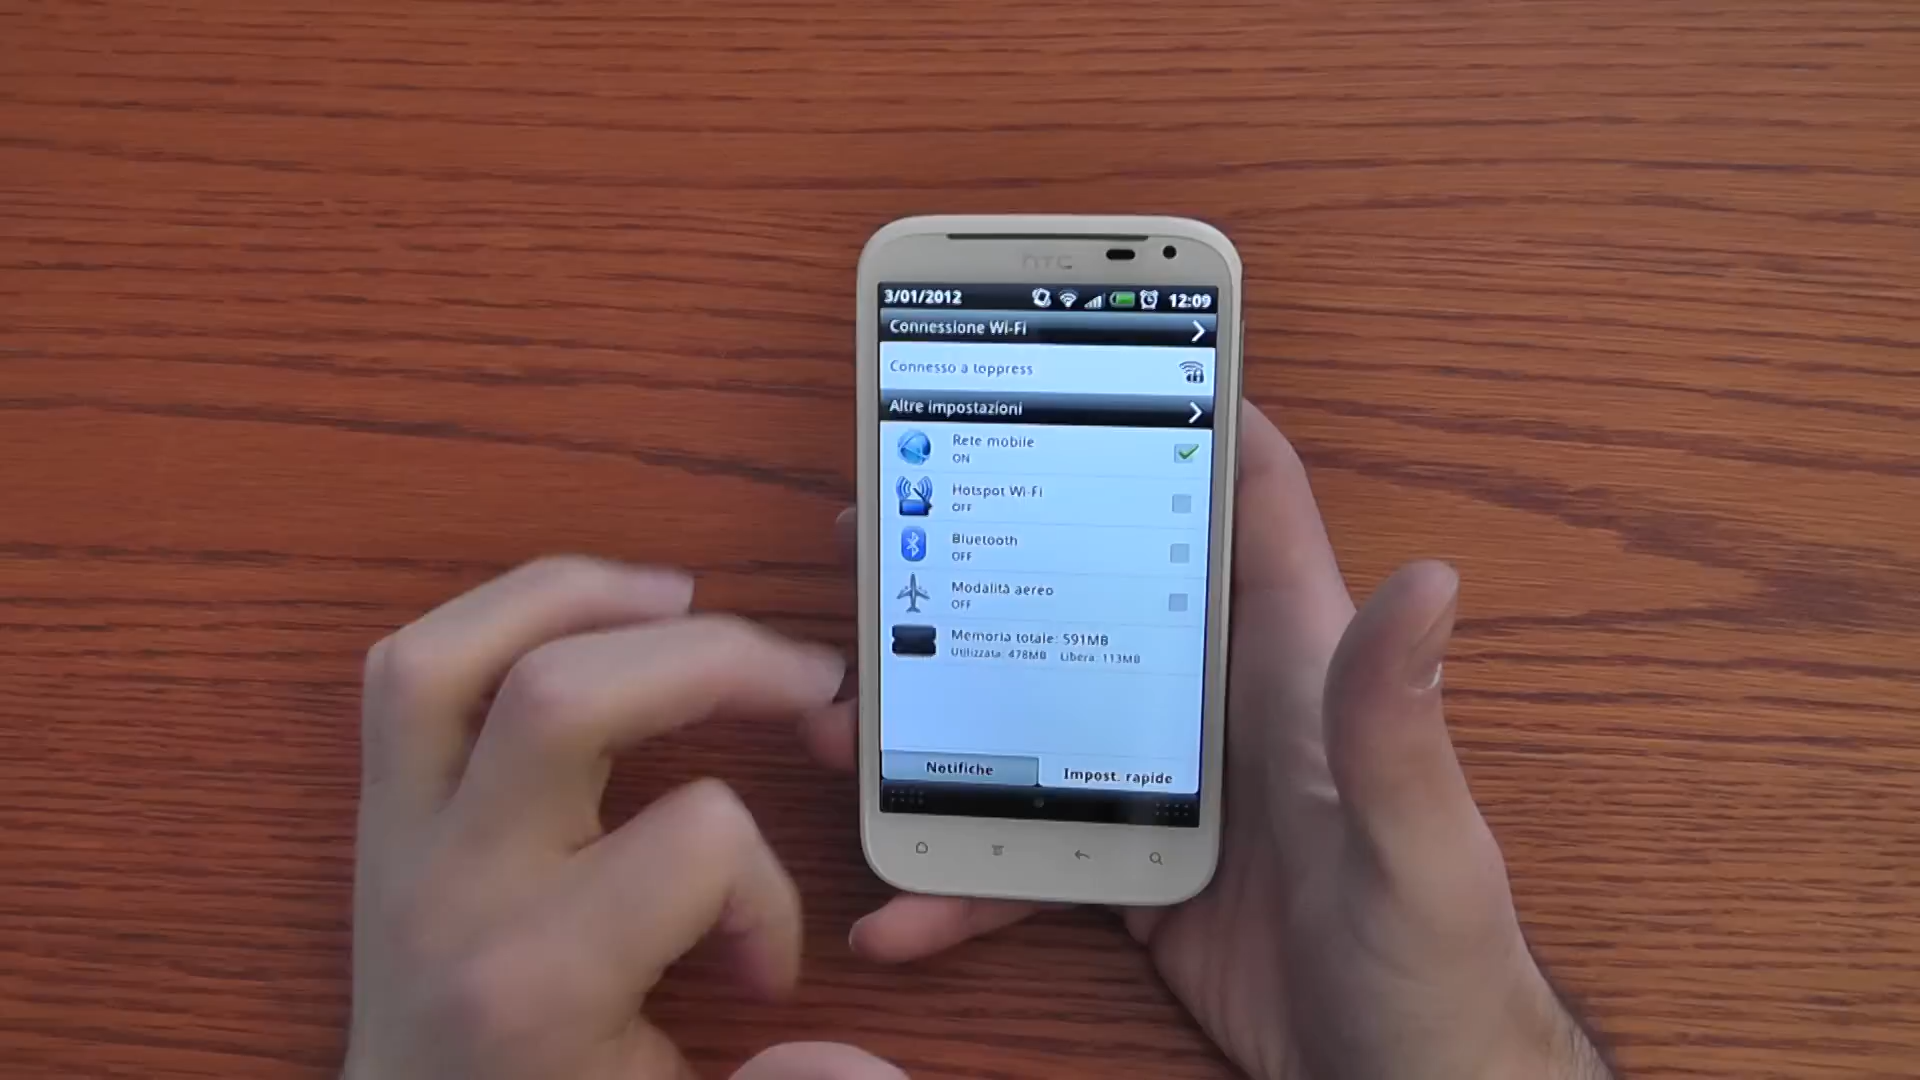 hTC
3/01/2012 12:09
Connessione Wi-Fi
Connesso a toppress
Altre impostazioni
Rete mobile
ON
Hotspot Wi-Fi
OFF
Bluetooth
OFF
Modalità aereo
OFF
Memoria totale: 591MB
Utilizzata: 478MB Libera: 113MB
Notifiche Impost. rapide